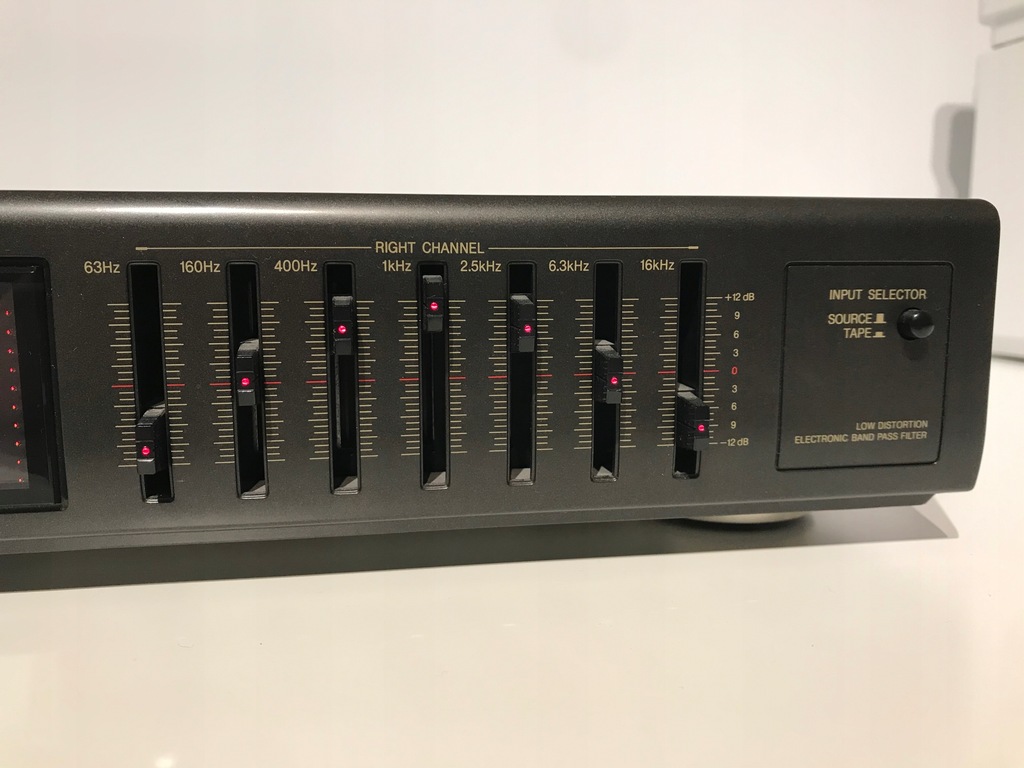 RIGHT CHANNEL
63Hz 160Hz 400Hz 1kHz 2.5kHz 6.3kHz 16kHz
+12 dB
9
6
3
0
3
6
9
-12 dB
INPUT SELECTOR
SOURCE
TAPE
LOW DISTORTION
ELECTRONIC BAND PASS FILTER